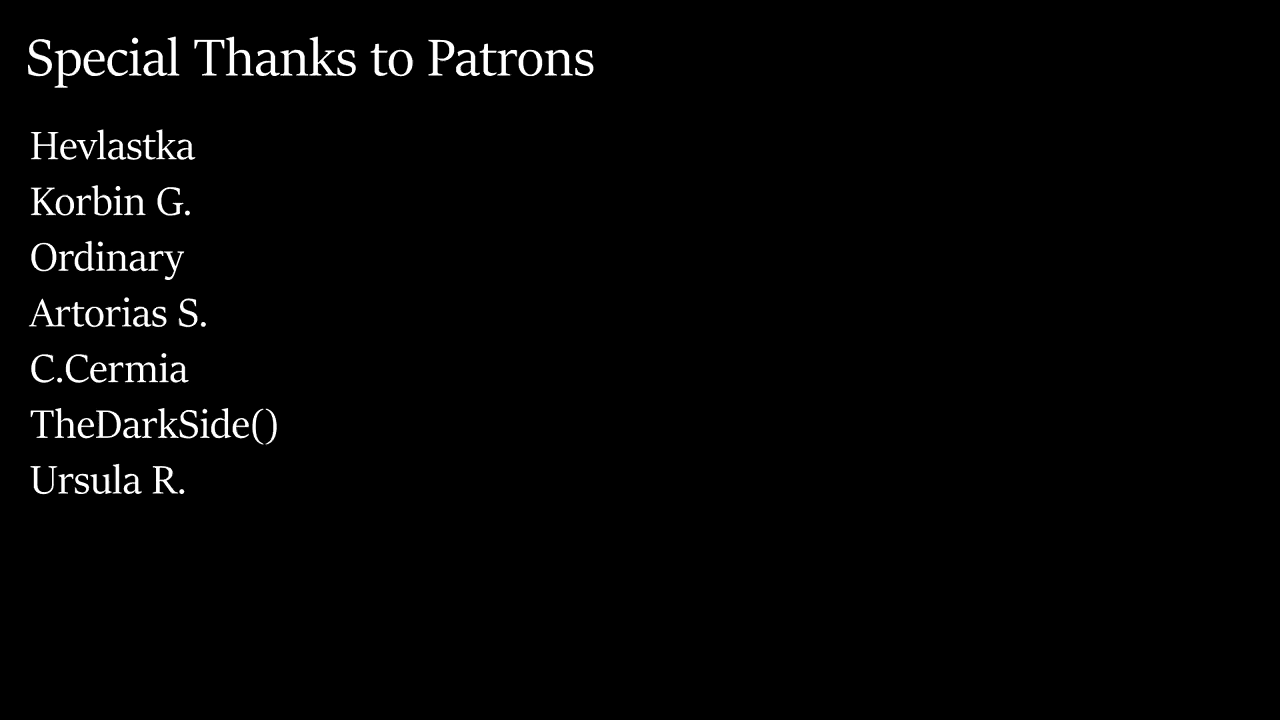 Special Thanks to Patrons
Hevlastka
Korbin G.
Ordinary
Artorias S.
C.Cermia
TheDarkSide()
Ursula R.